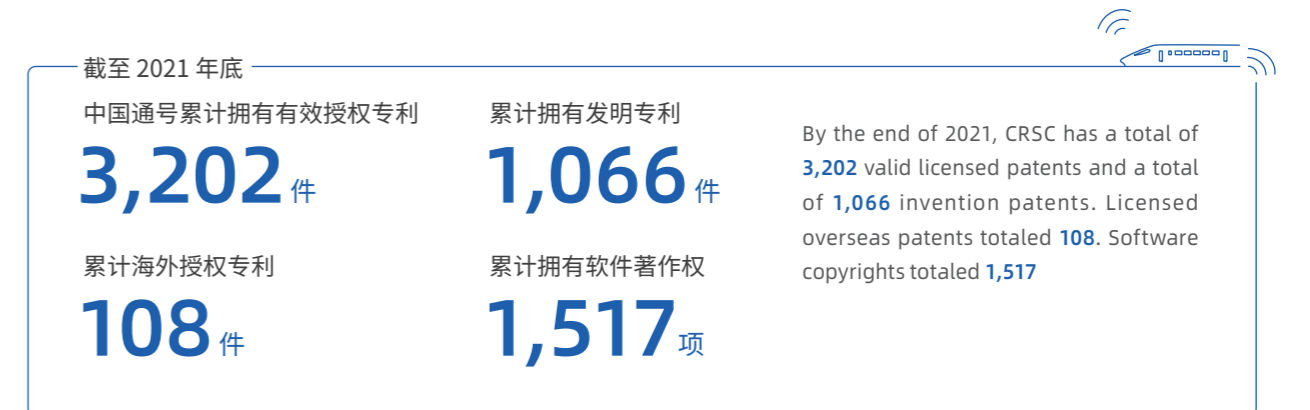 截至 2021 年底
中国通号累计拥有有效授权专利
3,202 件
累计拥有发明专利
1,066 件
累计海外授权专利
108 件
累计拥有软件著作权
1,517 项
By the end of 2021, CRSC has a total of
3,202 valid licensed patents and a total
of 1,066 invention patents. Licensed
overseas patents totaled 108. Software
copyrights totaled 1,517